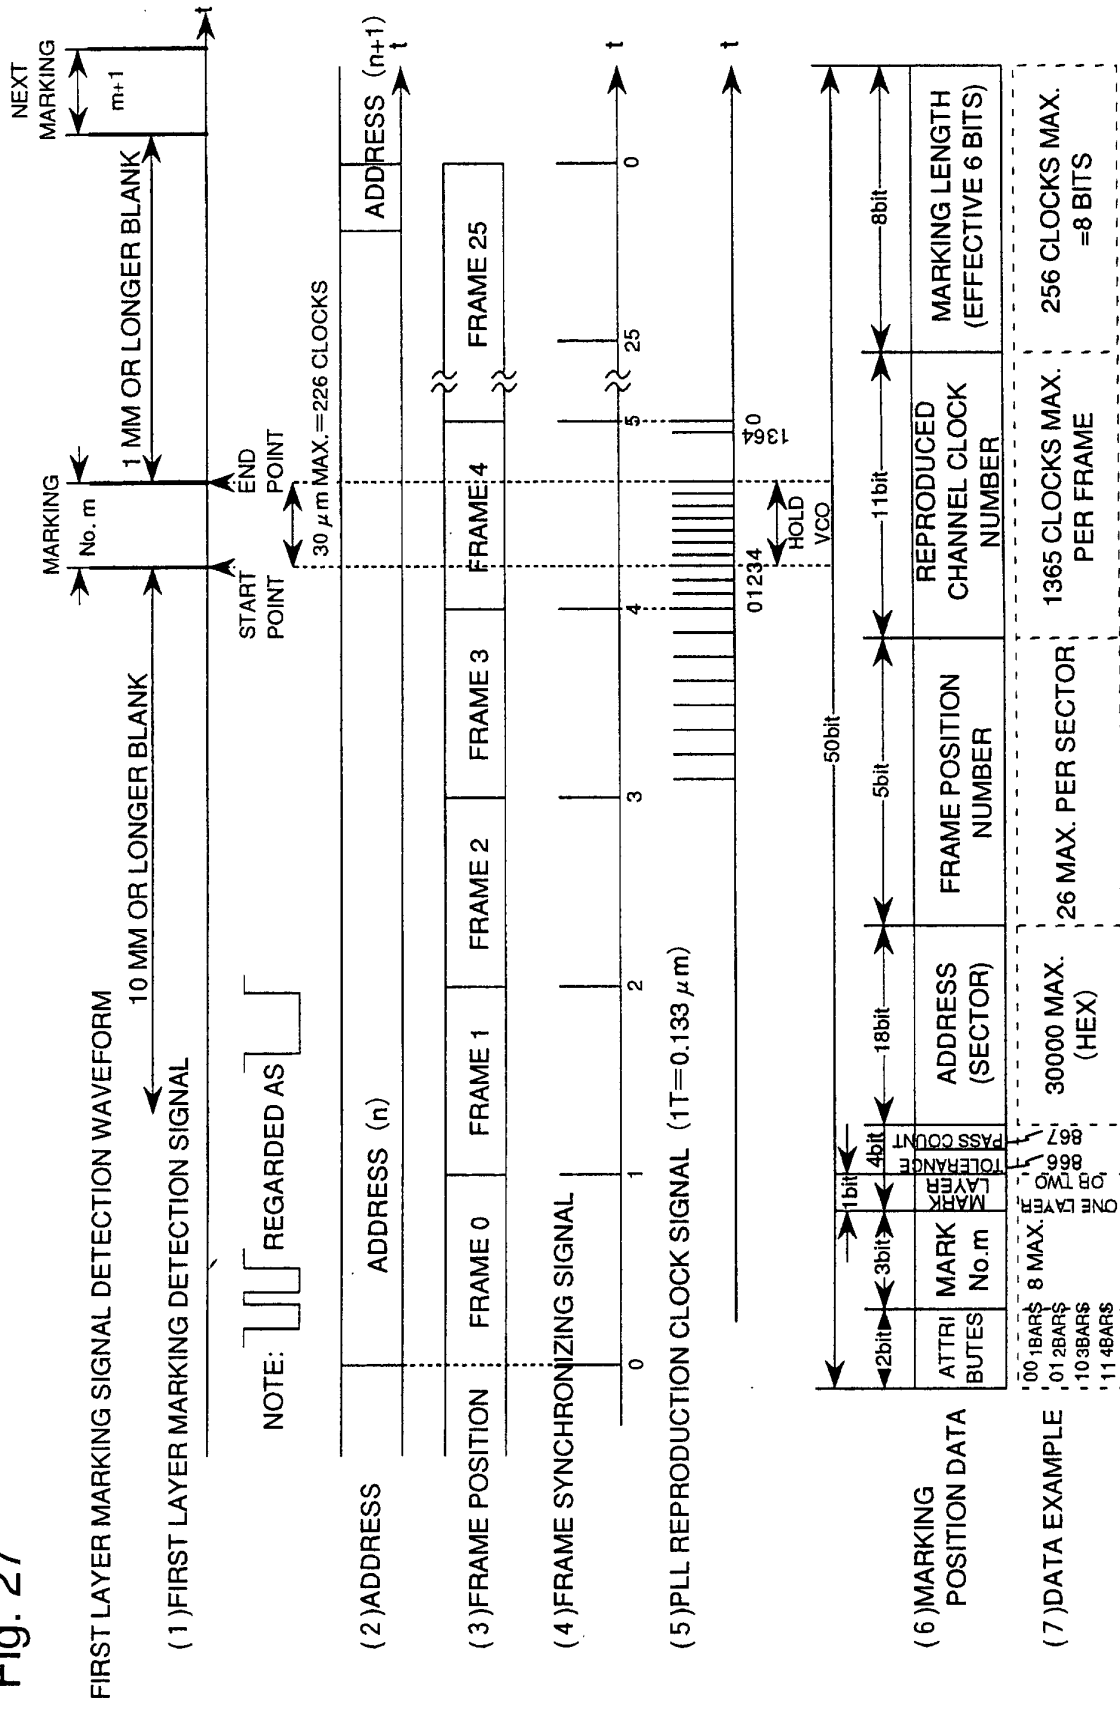 Fig. 27
FIRST LAYER MARKING SIGNAL DETECTION WAVEFORM
(1)FIRST LAYER MARKING DETECTION SIGNAL
10 MM OR LONGER BLANK
MARKING
No. m
1 MM OR LONGER BLANK
NEXT
MARKING
m+1
t
START
POINT
END
POINT
NOTE:
REGARDED AS
30 μm MAX.=226 CLOCKS
(2)ADDRESS
ADDRESS (n)
ADDRESS (n+1)
t
(3)FRAME POSITION
FRAME 0
FRAME 1
FRAME 2
FRAME 3
FRAME4
FRAME 25
(4)FRAME SYNCHRONIZING SIGNAL
0
1
2
3
4
5
25
0
t
(5)PLL REPRODUCTION CLOCK SIGNAL (1T=0.133 μm)
01234
1364
0
t
HOLD
VCO
50bit
2bit
3bit
1bit
4bit
18bit
5bit
11bit
8bit
(6)MARKING
POSITION DATA
ATTRI
BUTES
MARK
No.m
MARK
LAYER
TOLERANCE
PASS COUNT
ADDRESS
(SECTOR)
FRAME POSITION
NUMBER
REPRODUCED
CHANNEL CLOCK
NUMBER
MARKING LENGTH
(EFFECTIVE 6 BITS)
(7)DATA EXAMPLE
00 1BARS
01 2BARS
10 3BARS
11 4BARS
8 MAX.
ONE LAYER
OR TWO
866
867
30000 MAX.
(HEX)
26 MAX. PER SECTOR
1365 CLOCKS MAX.
PER FRAME
256 CLOCKS MAX.
=8 BITS